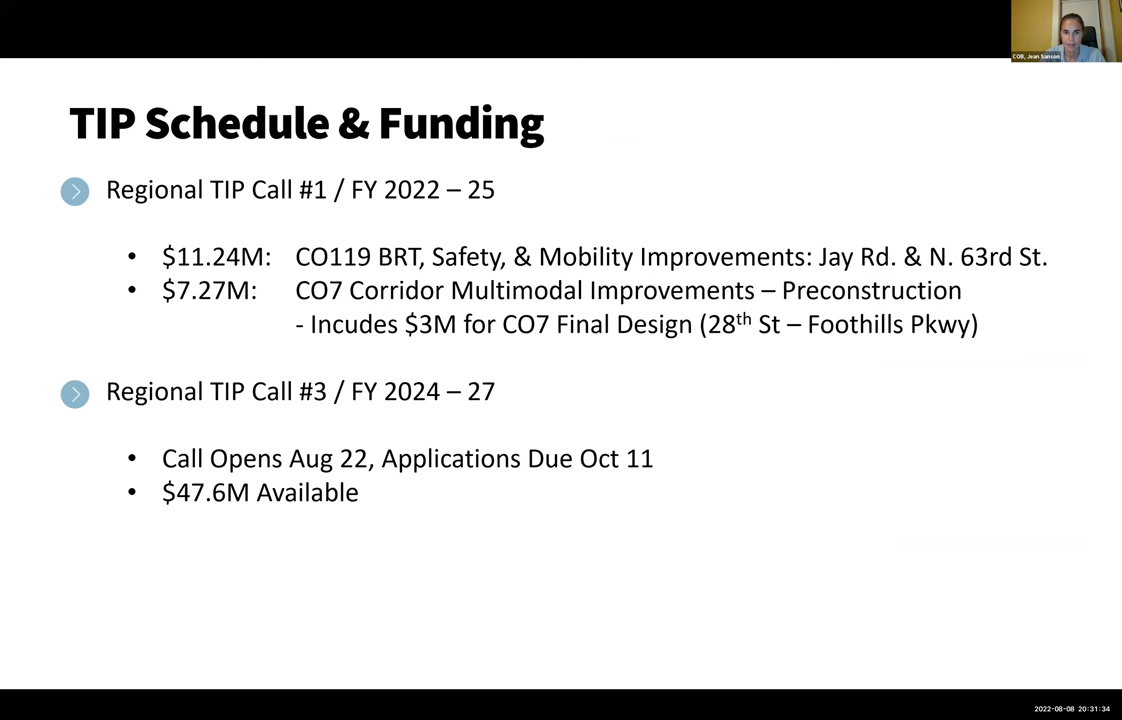 COB, Jean Sanson
TIP Schedule & Funding
Regional TIP Call #1 / FY 2022 – 25
• $11.24M: CO119 BRT, Safety, & Mobility Improvements: Jay Rd. & N. 63rd St.
• $7.27M: CO7 Corridor Multimodal Improvements – Preconstruction
- Incudes $3M for CO7 Final Design (28th St – Foothills Pkwy)
Regional TIP Call #3 / FY 2024 – 27
• Call Opens Aug 22, Applications Due Oct 11
• $47.6M Available
2022-08-08 20:31:34